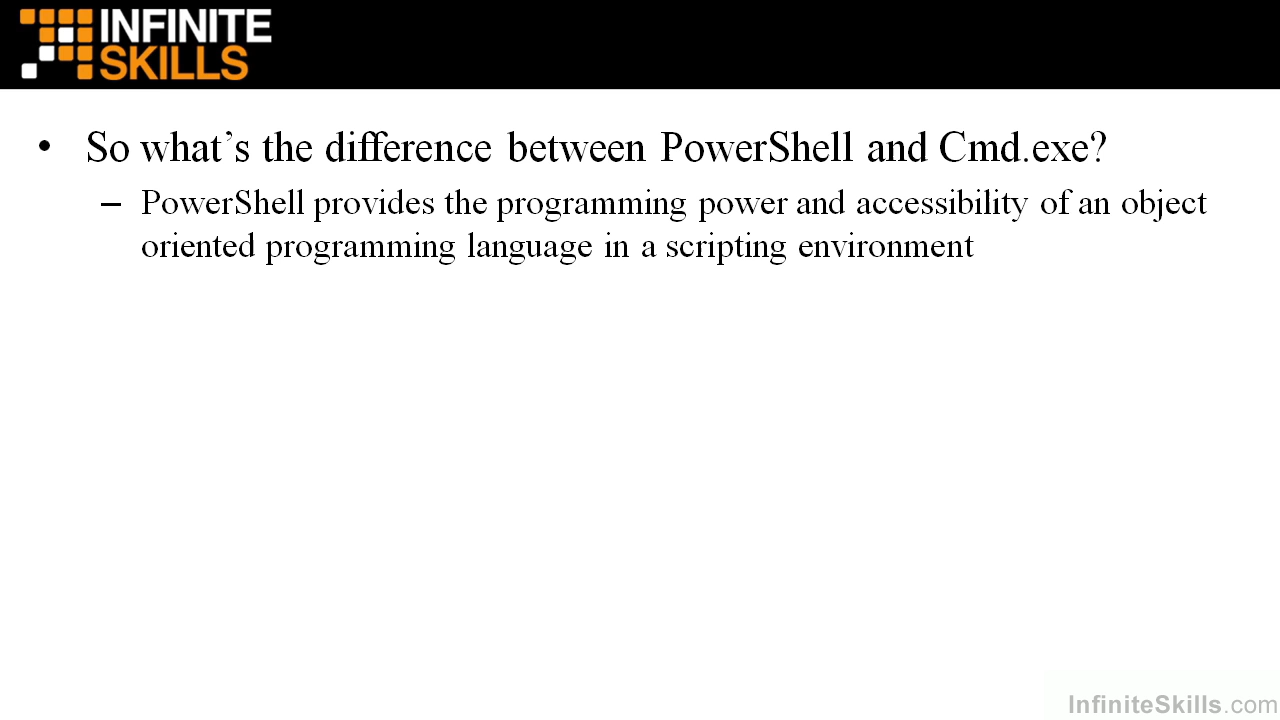 INFINITE
SKILLS
• So what’s the difference between PowerShell and Cmd.exe?
– PowerShell provides the programming power and accessibility of an object
oriented programming language in a scripting environment
InfiniteSkills.com